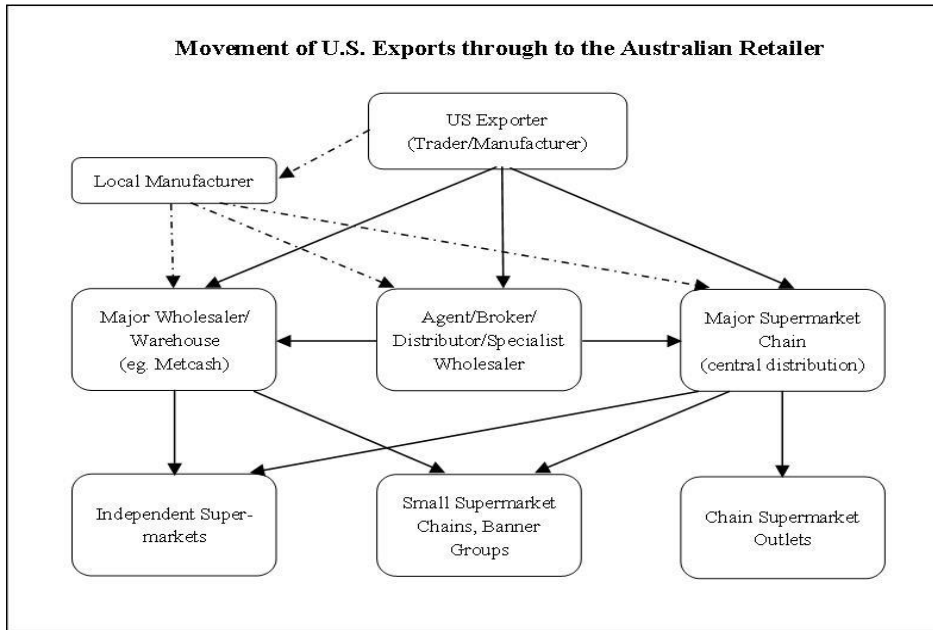 Movement of U.S. Exports through to the Australian Retailer
US Exporter
(Trader/Manufacturer)
Local Manufacturer
Major Wholesaler/
Warehouse
(eg. Metcash)
Agent/Broker/
Distributor/Specialist
Wholesaler
Major Supermarket
Chain
(central distribution)
Independent Super-
markets
Small Supermarket
Chains, Banner
Groups
Chain Supermarket
Outlets